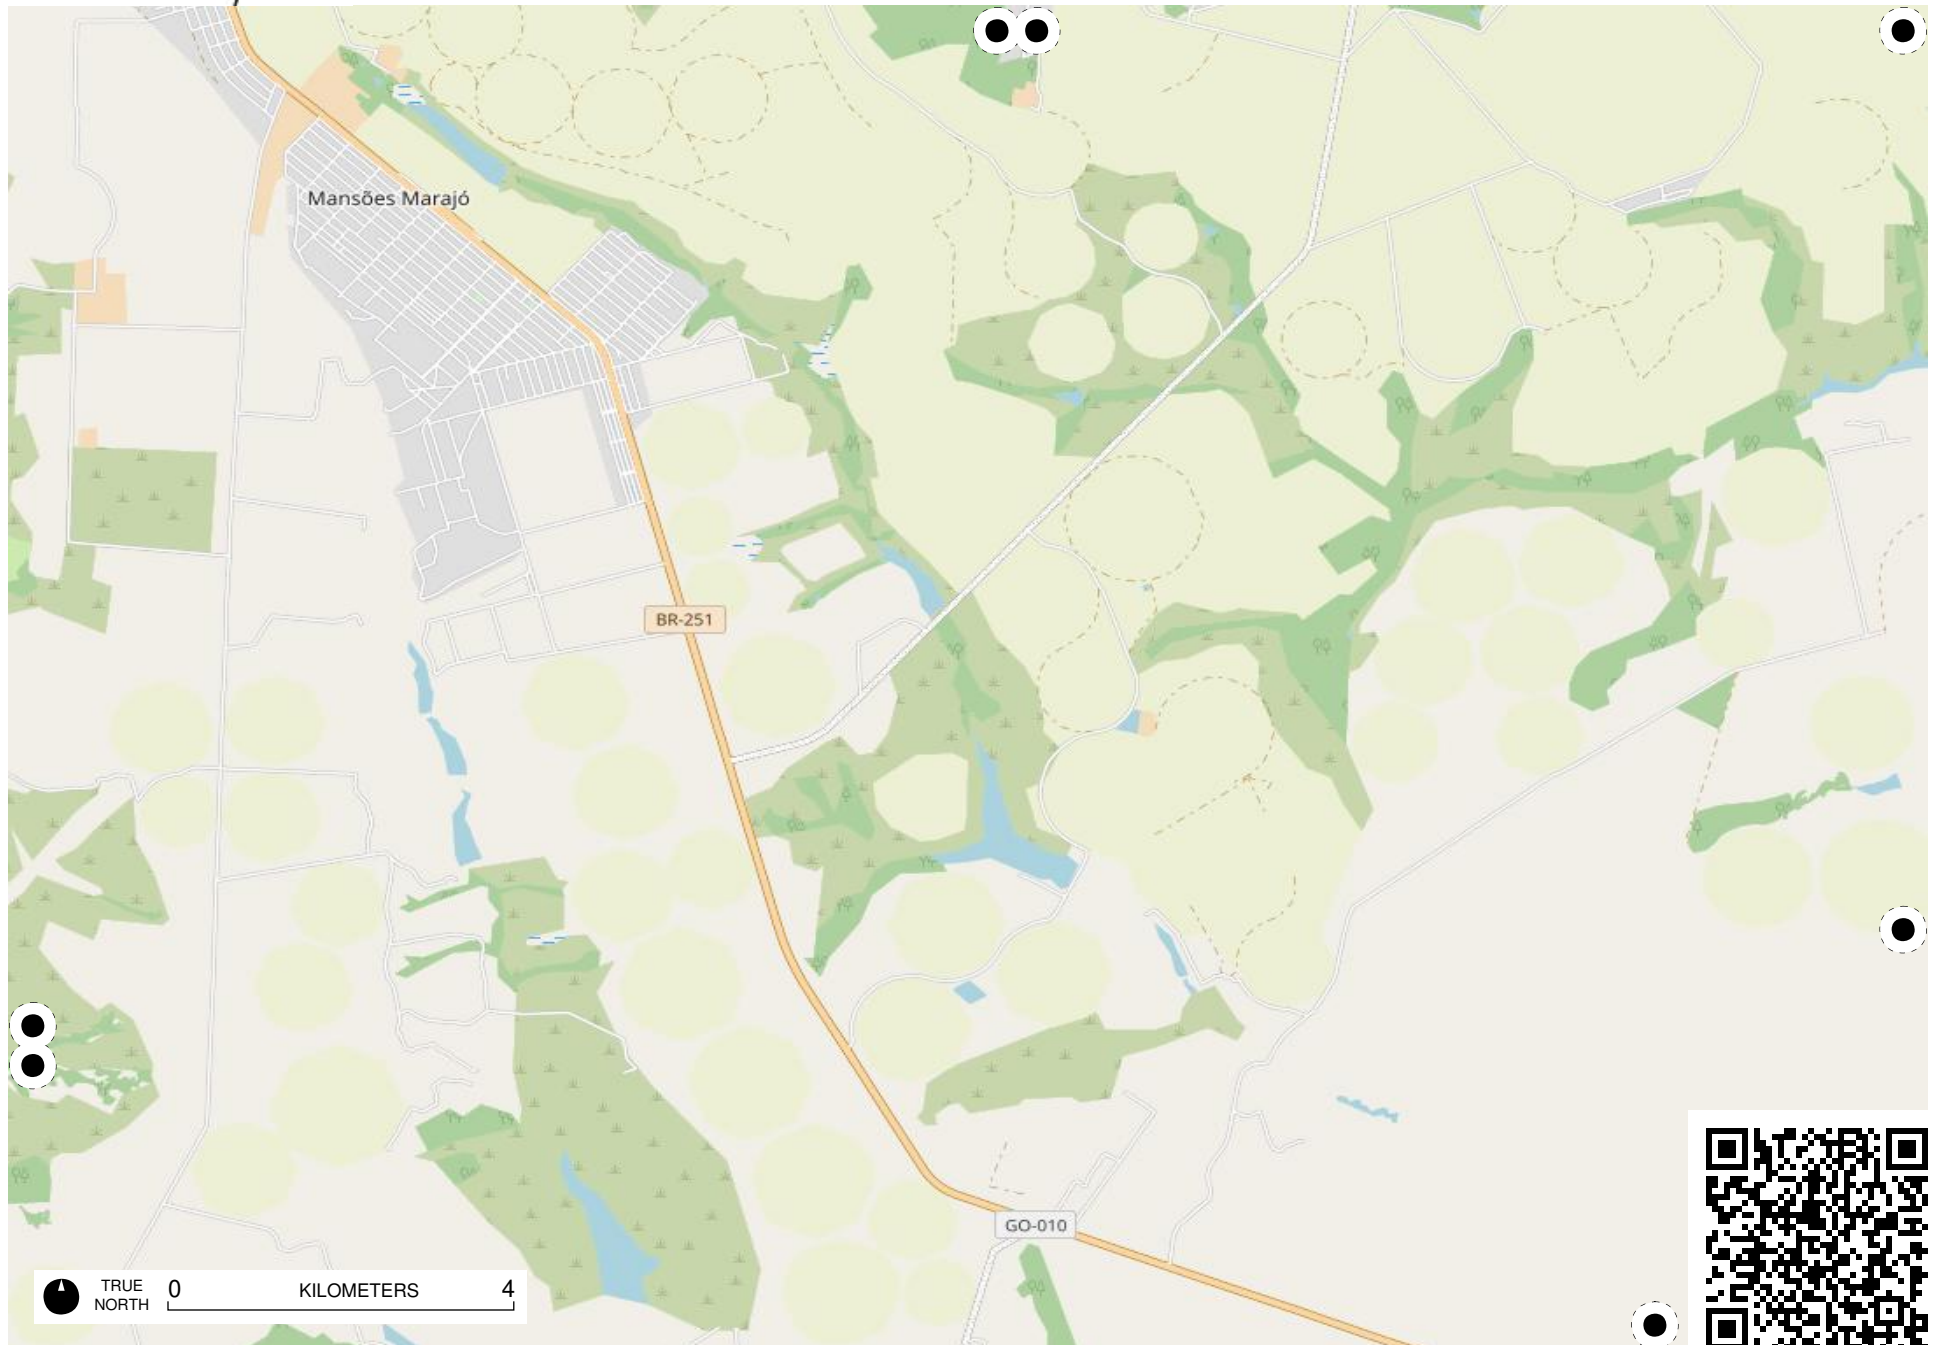 Mansões Marajó
BR-251
GO-010
TRUE
NORTH
0
KILOMETERS
4